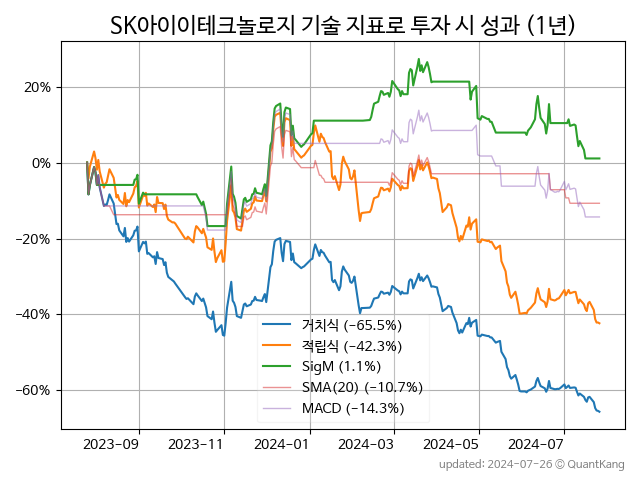 SK아이이테크놀로지 기술 지표로 투자 시 성과 (1년)
20%
0%
−20%
−40%
−60%
거치식 (−65.5%)
적립식 (−42.3%)
SigM (1.1%)
SMA(20) (−10.7%)
MACD (−14.3%)
2023−09
2023−11
2024−01
2024−03
2024−05
2024−07
updated: 2024−07−26 © QuantKang